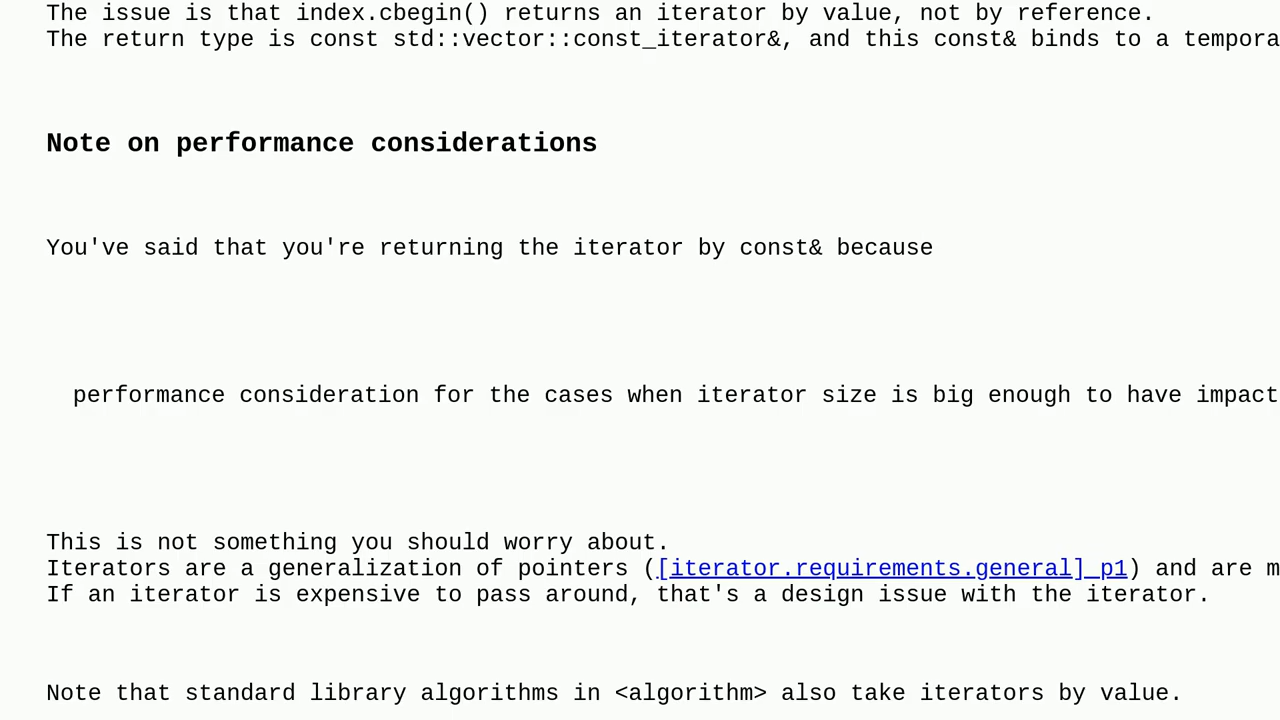 The issue is that index.cbegin() returns an iterator by value, not by reference.
The return type is const std::vector::const_iterator&, and this const& binds to a
Note on performance considerations
You've said that you're returning the iterator by const& because
performance consideration for the cases when iterator size is big enough to have impact
This is not something you should worry about.
Iterators are a generalization of pointers ([iterator.requirements.general] p1) and are
If an iterator is expensive to pass around, that's a design issue with the iterator.
Note that standard library algorithms in <algorithm> also take iterators by value.